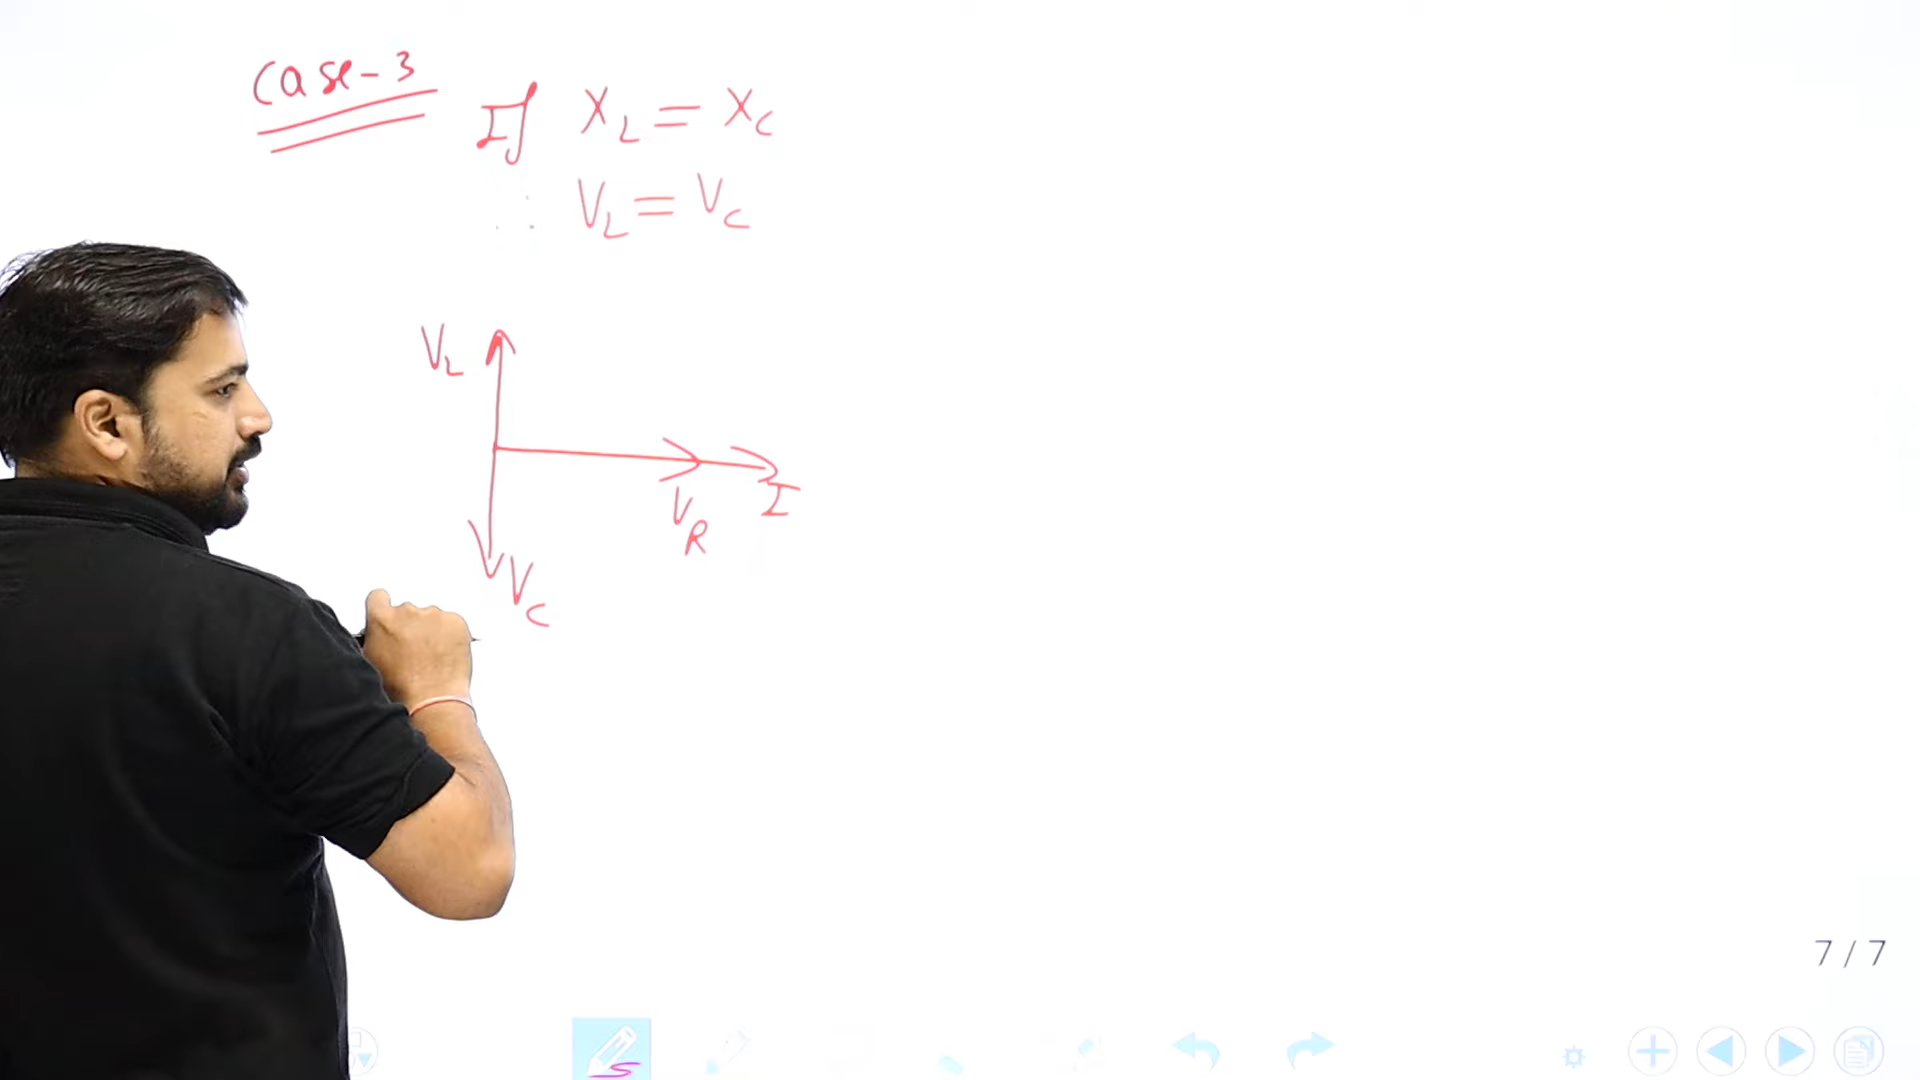 Case-3
If X_L = X_C
∴ V_L = V_C
V_L
V_R
I
V_C
7 / 7